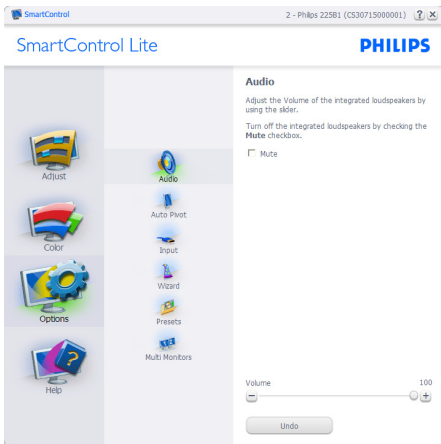 SmartControl
2 - Philips 225B1 (CS30715000001)
SmartControl Lite
PHILIPS
Adjust
Color
Options
Help
Audio
Auto Pivot
Input
Wizard
Presets
Multi Monitors
Audio
Adjust the Volume of the integrated loudspeakers by
using the slider.
Turn off the integrated loudspeakers by checking the
Mute checkbox.
Mute
Volume
100
Undo